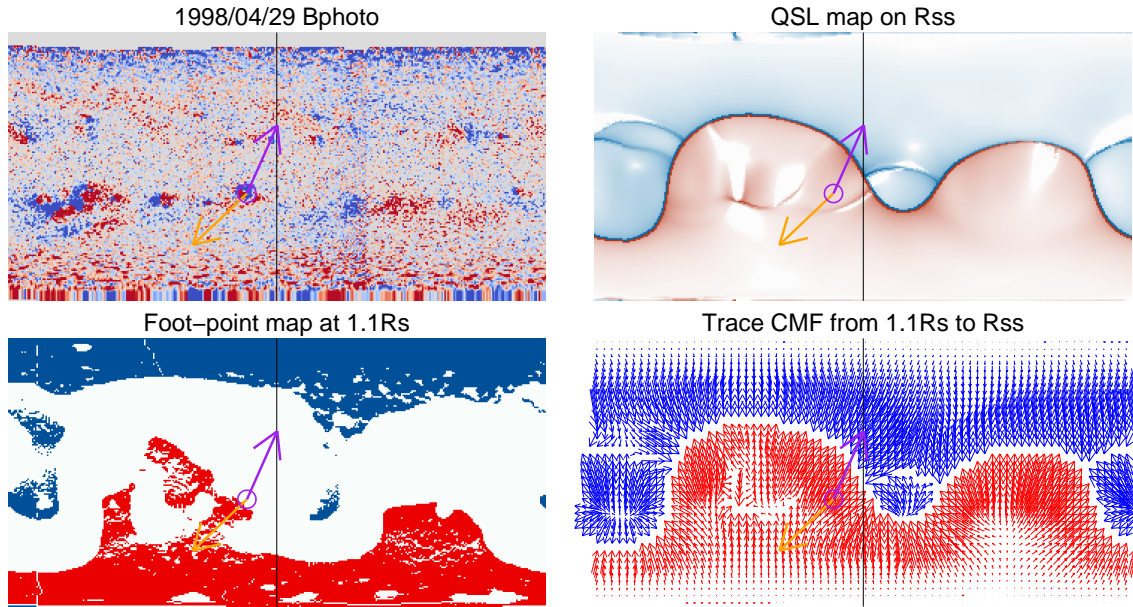 1998/04/29 Bphoto
QSL map on Rss
Foot−point map at 1.1Rs
Trace CMF from 1.1Rs to Rss